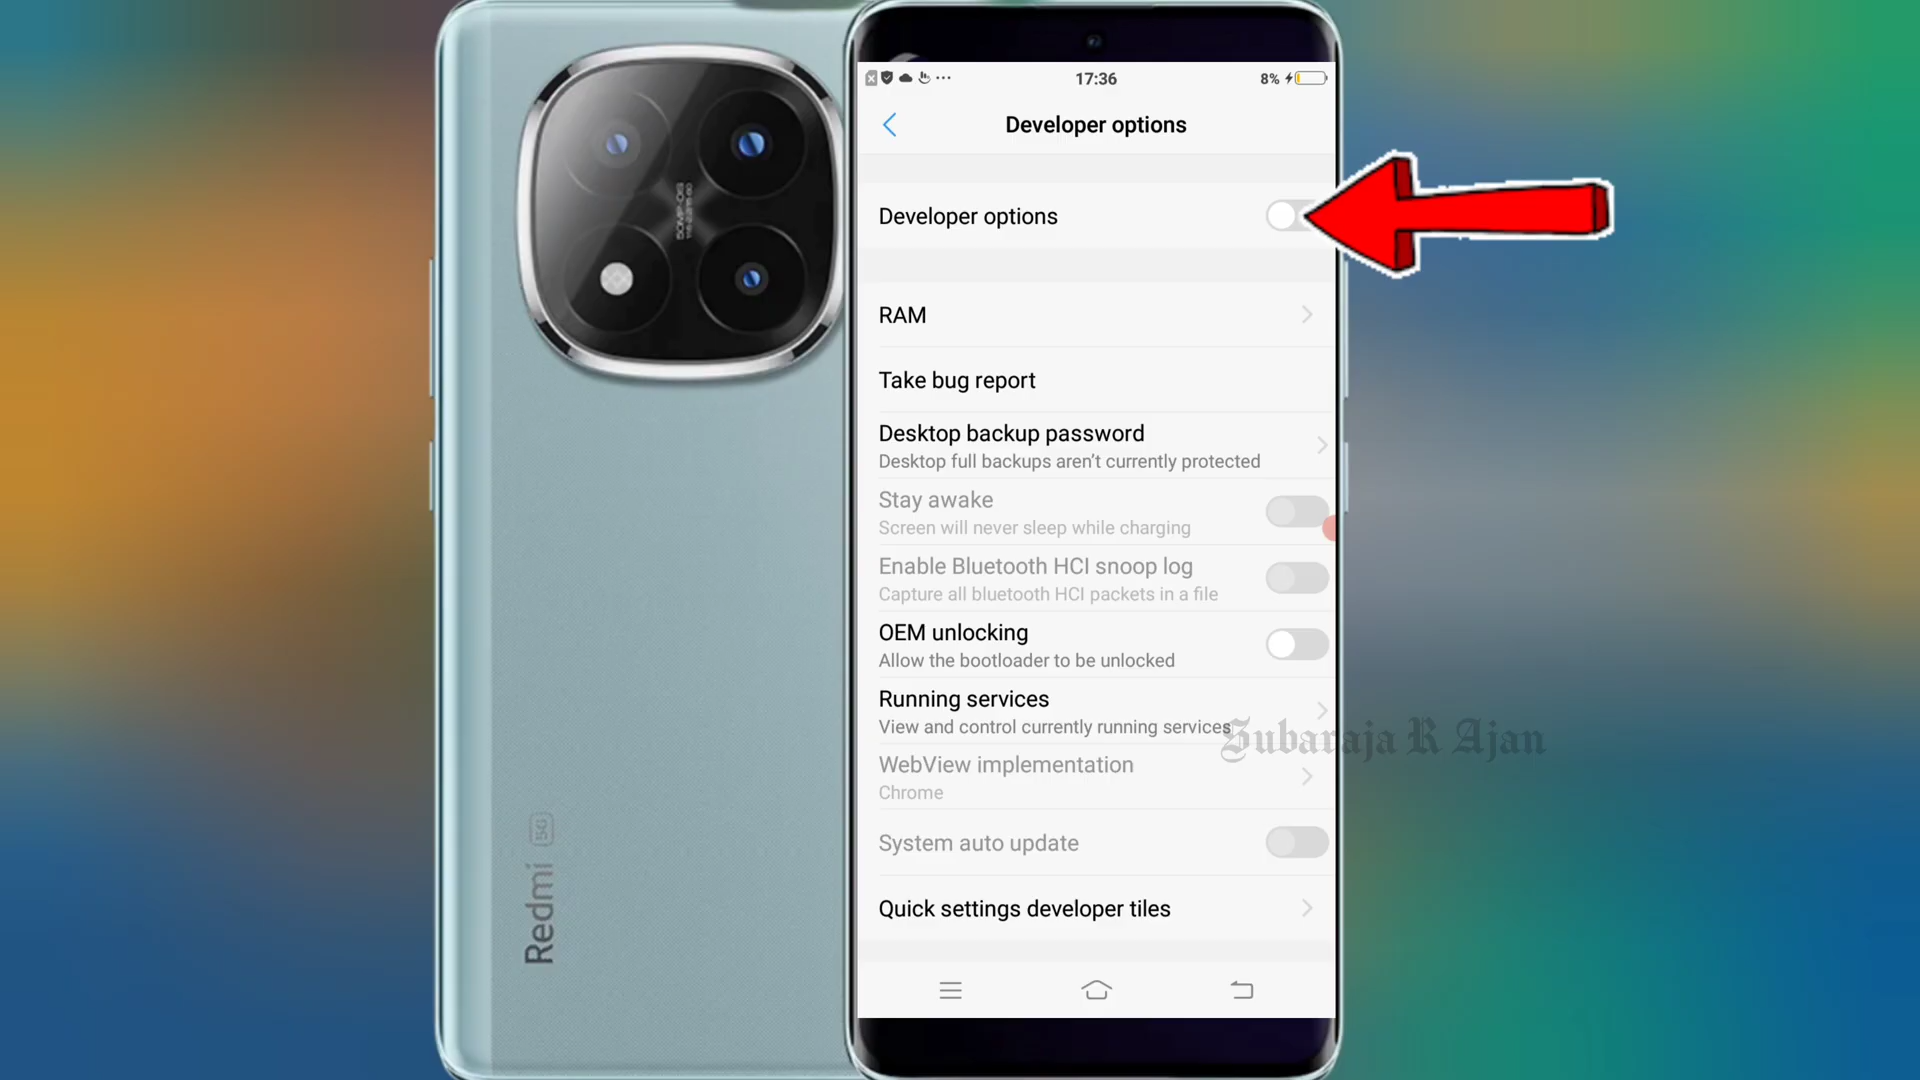 17:36
8%
Developer options
Developer options
RAM
Take bug report
Desktop backup password
Desktop full backups aren't currently protected
Stay awake
Screen will never sleep while charging
Enable Bluetooth HCI snoop log
Capture all bluetooth HCI packets in a file
OEM unlocking
Allow the bootloader to be unlocked
Running services
View and control currently running services
WebView implementation
Chrome
System auto update
Quick settings developer tiles
Subaraja R Ajan
Redmi 5G
50MP-OIS